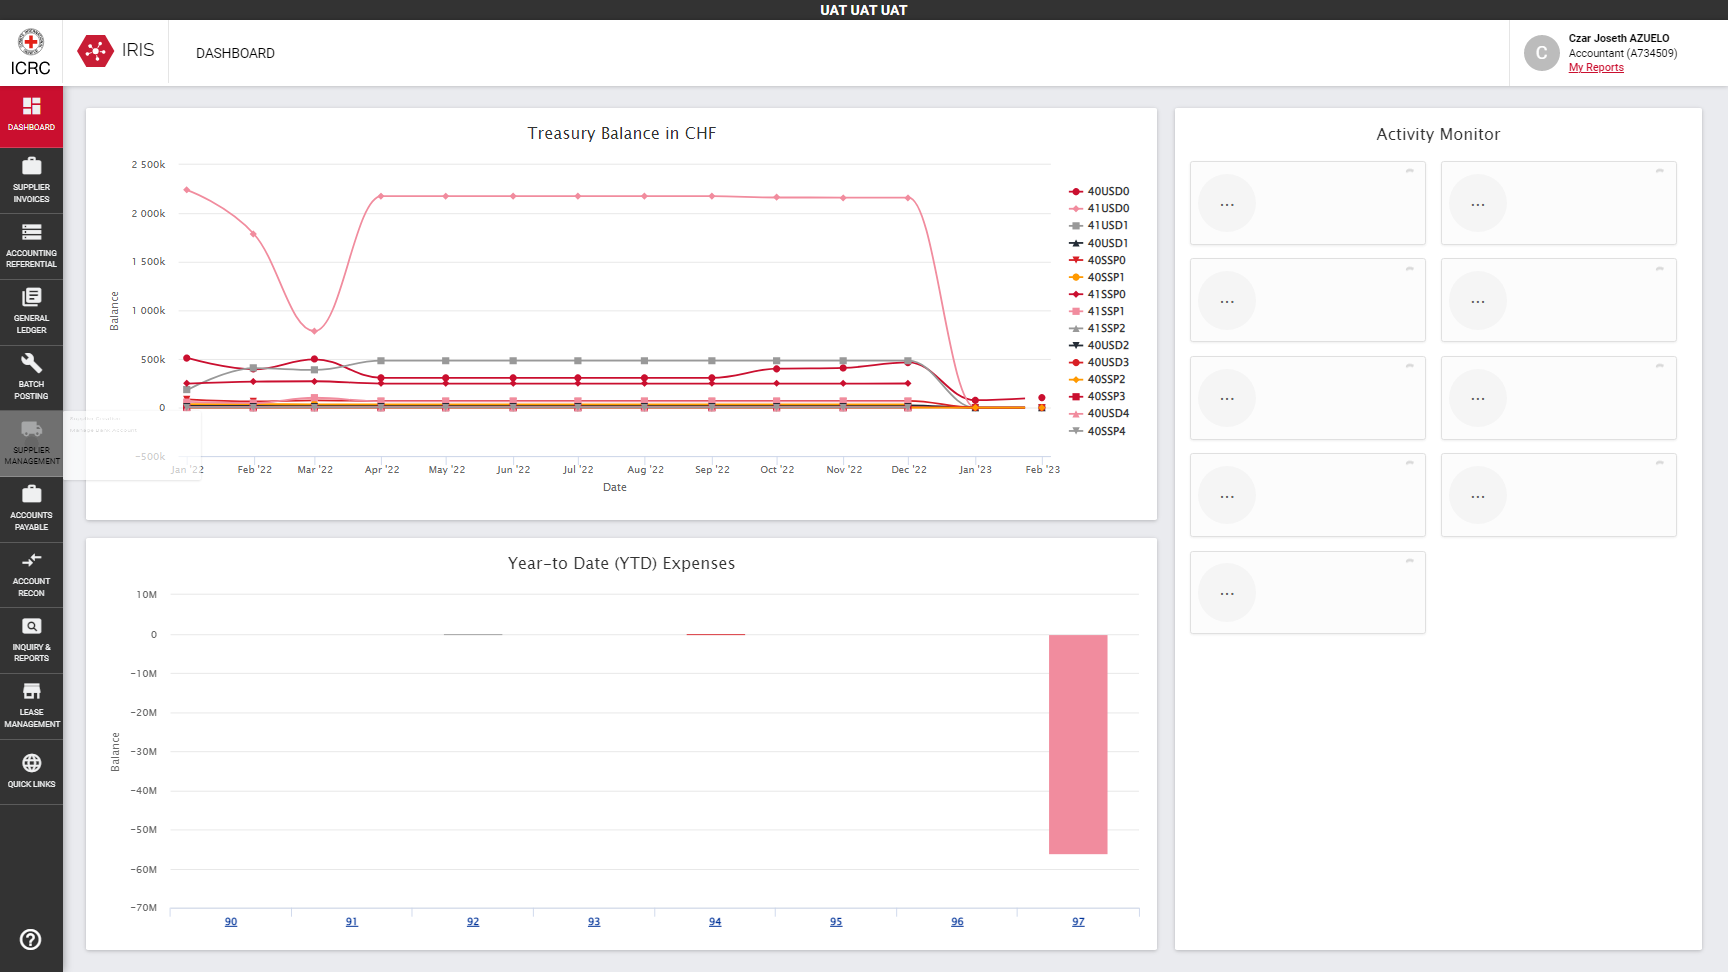 UAT UAT UAT
ICRC
IRIS
DASHBOARD
C
Czar Joseth AZUELO
Accountant (A734509)
My Reports
DASHBOARD
SUPPLIER
INVOICES
ACCOUNTING
REFERENTIAL
GENERAL
LEDGER
BATCH
POSTING
SUPPLIER
MANAGEMENT
ACCOUNTS
PAYABLE
ACCOUNT
RECON
INQUIRY &
REPORTS
LEASE
MANAGEMENT
QUICK LINKS
Treasury Balance in CHF
Balance
2 500k
2 000k
1 500k
1 000k
500k
0
−500k
Jan '22
Feb '22
Mar '22
Apr '22
May '22
Jun '22
Jul '22
Aug '22
Sep '22
Oct '22
Nov '22
Dec '22
Jan '23
Feb '23
Date
40USD0
41USD0
41USD1
40USD1
40SSP0
40SSP1
41SSP0
41SSP1
41SSP2
40USD2
40USD3
40SSP2
40SSP3
40USD4
40SSP4
Year-to Date (YTD) Expenses
Balance
10M
0
−10M
−20M
−30M
−40M
−50M
−60M
−70M
90
91
92
93
94
95
96
97
Activity Monitor
...
...
...
...
...
...
...
...
...